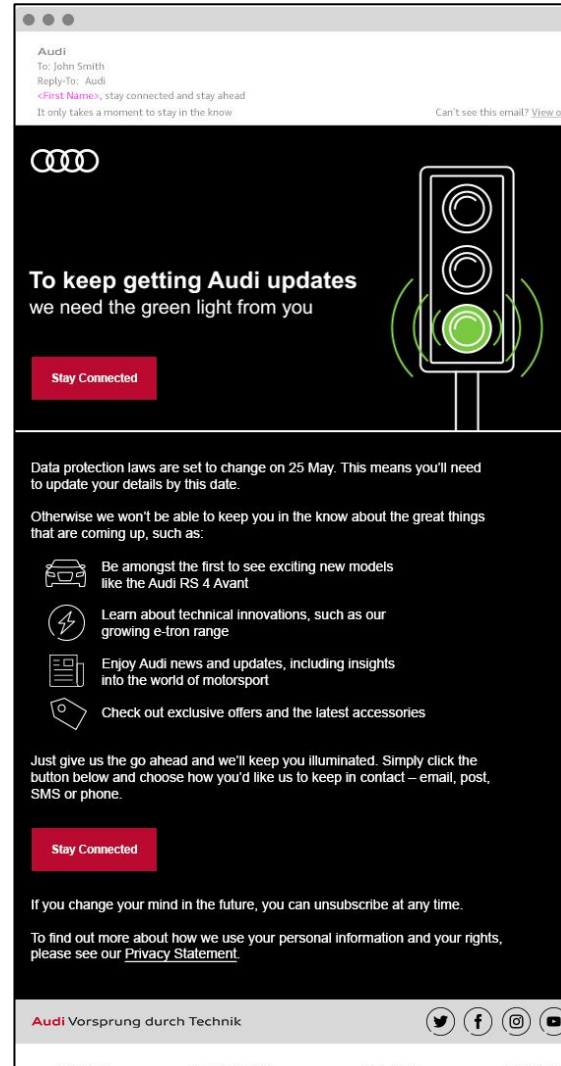 Audi
To: John Smith
Reply-To: Audi
<First Name>, stay connected and stay ahead
It only takes a moment to stay in the know
Can't see this email? View
To keep getting Audi updates
we need the green light from you
Stay Connected
Data protection laws are set to change on 25 May. This means you'll need
to update your details by this date.
Otherwise we won't be able to keep you in the know about the great things
that are coming up, such as:
Be amongst the first to see exciting new models
like the Audi RS 4 Avant
Learn about technical innovations, such as our
growing e-tron range
Enjoy Audi news and updates, including insights
into the world of motorsport
Check out exclusive offers and the latest accessories
Just give us the go ahead and we'll keep you illuminated. Simply click the
button below and choose how you'd like us to keep in contact – email, post,
SMS or phone.
Stay Connected
If you change your mind in the future, you can unsubscribe at any time.
To find out more about how we use your personal information and your rights,
please see our Privacy Statement.
Audi Vorsprung durch Technik